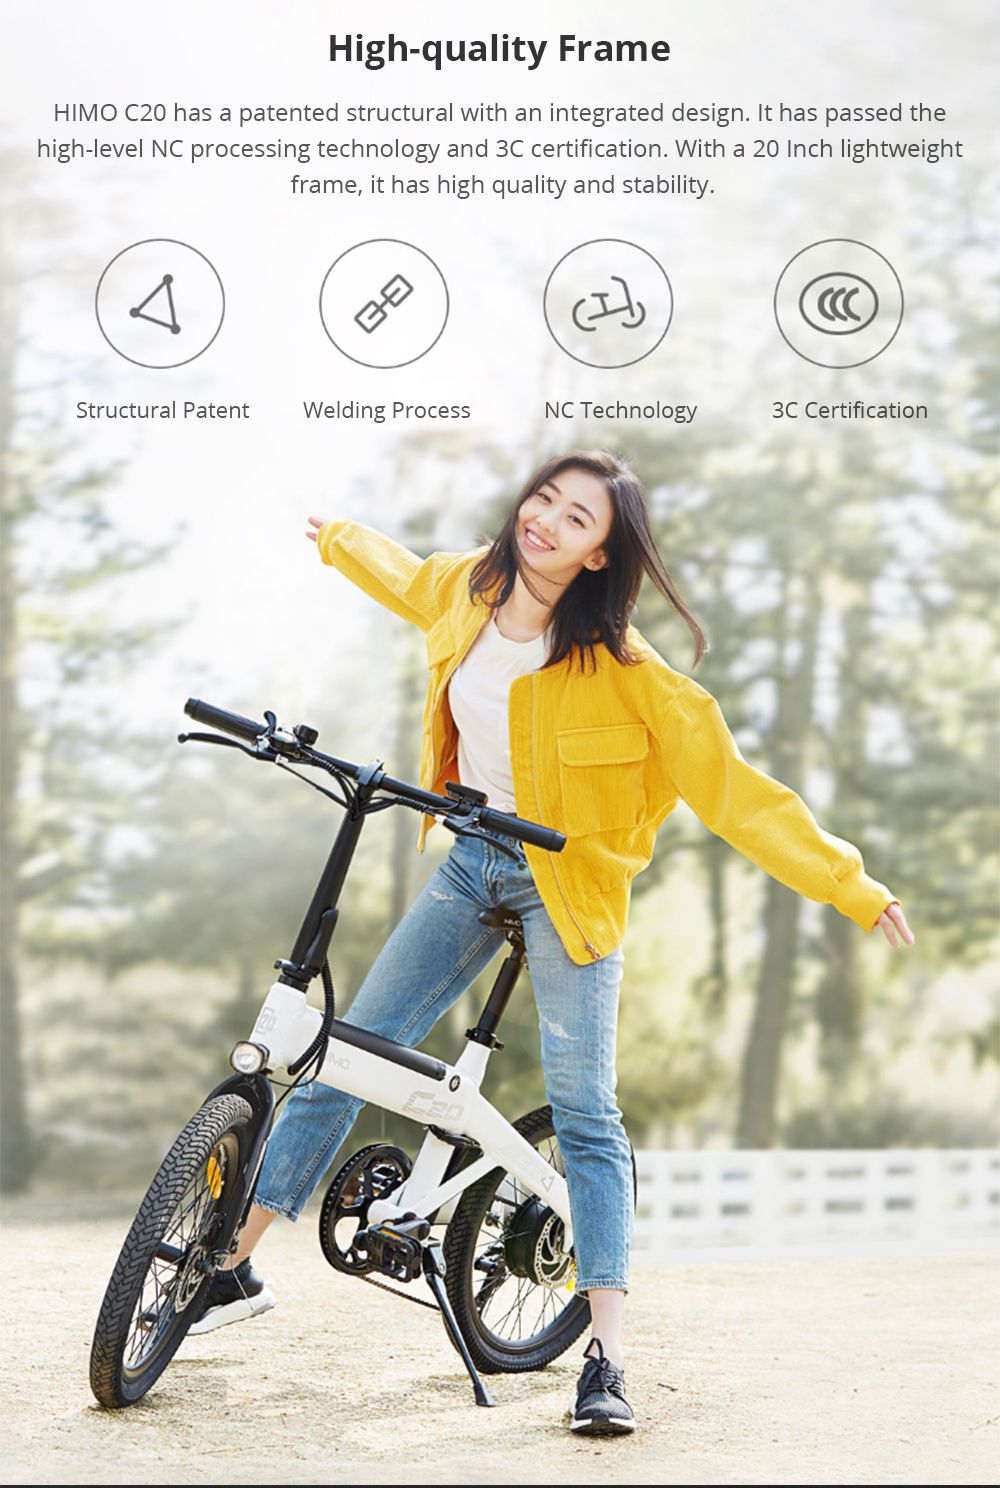 High-quality Frame
HIMO C20 has a patented structural with an integrated design. It has passed the
high-level NC processing technology and 3C certification. With a 20 Inch lightweight
frame, it has high quality and stability.
Structural Patent
Welding Process
NC Technology
3C Certification
HIMO
HIMO
C20